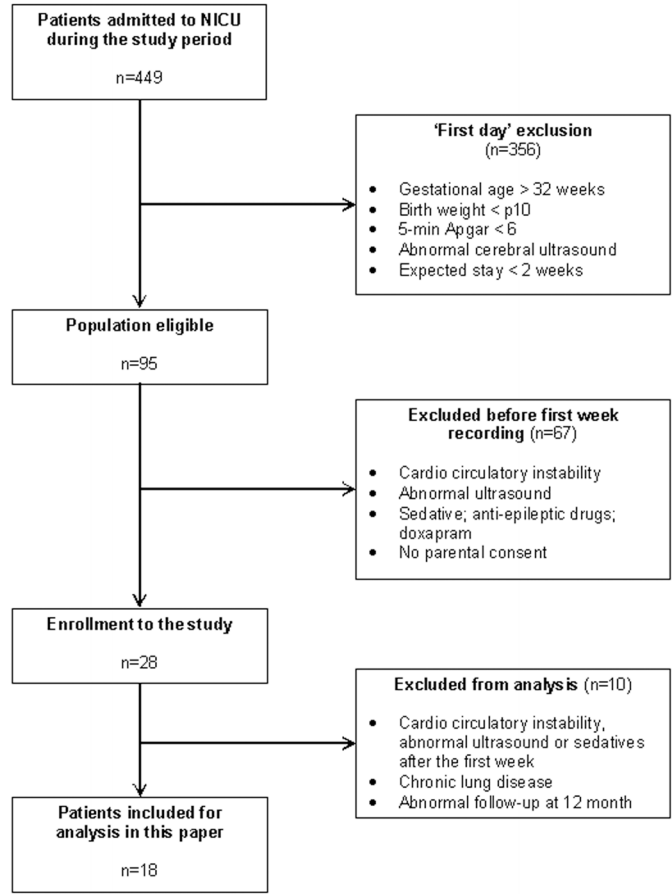 Patients admitted to NICU
during the study period
n=449
'First day' exclusion
(n=356)
• Gestational age > 32 weeks
• Birth weight < p10
• 5-min Apgar < 6
• Abnormal cerebral ultrasound
• Expected stay < 2 weeks
Population eligible
n=95
Excluded before first week
recording (n=67)
• Cardio circulatory instability
• Abnormal ultrasound
• Sedative; anti-epileptic drugs;
doxapram
• No parental consent
Enrollment to the study
n=28
Excluded from analysis (n=10)
• Cardio circulatory instability,
abnormal ultrasound or sedatives
after the first week
• Chronic lung disease
• Abnormal follow-up at 12 month
Patients included for
analysis in this paper
n=18